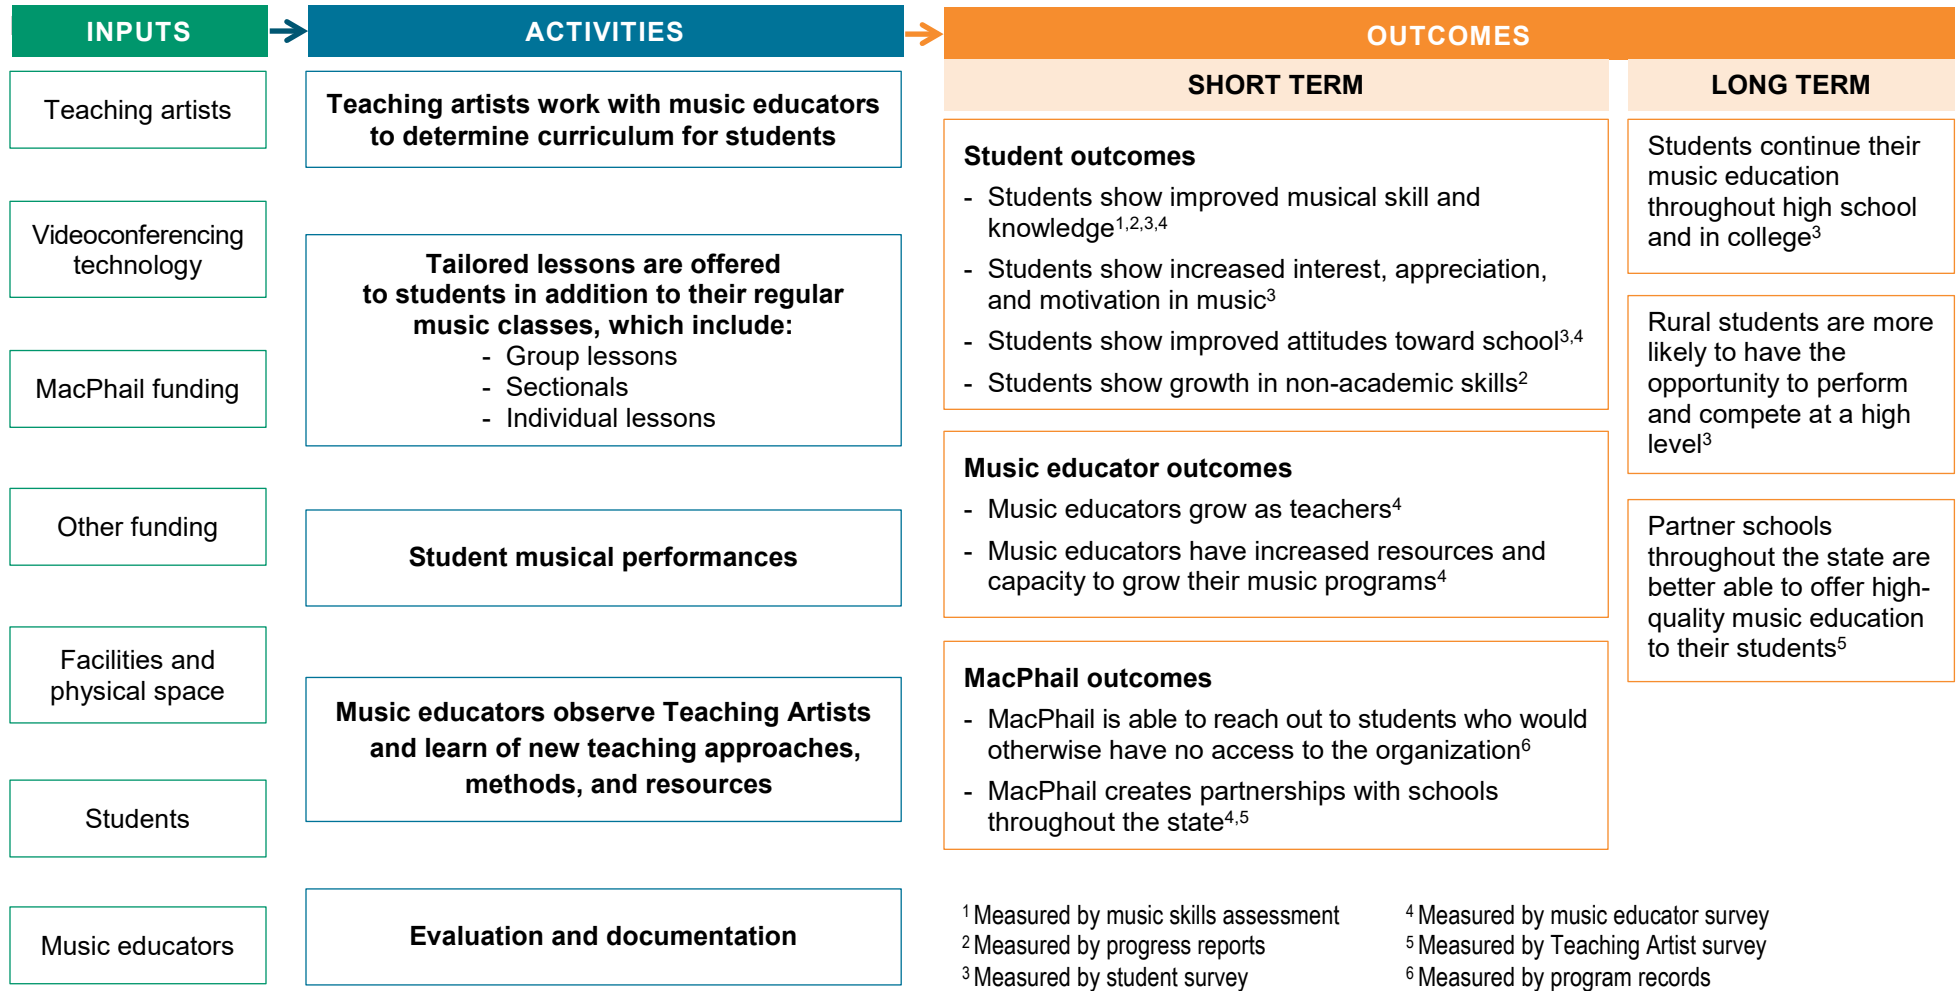 INPUTS
Teaching artists
Videoconferencing
technology
MacPhail funding
Other funding
Facilities and
physical space
Students
Music educators
ACTIVITIES
Teaching artists work with music educators
to determine curriculum for students
Tailored lessons are offered
to students in addition to their regular
music classes, which include:
- Group lessons
- Sectionals
- Individual lessons
Student musical performances
Music educators observe Teaching Artists
and learn of new teaching approaches,
methods, and resources
Evaluation and documentation
OUTCOMES
SHORT TERM
Student outcomes
- Students show improved musical skill and
knowledge1,2,3,4
- Students show increased interest, appreciation,
and motivation in music3
- Students show improved attitudes toward school3,4
- Students show growth in non-academic skills2
Music educator outcomes
- Music educators grow as teachers4
- Music educators have increased resources and
capacity to grow their music programs4
MacPhail outcomes
- MacPhail is able to reach out to students who would
otherwise have no access to the organization6
- MacPhail creates partnerships with schools
throughout the state4,5
LONG TERM
Students continue their
music education
throughout high school
and in college3
Rural students are more
likely to have the
opportunity to perform
and compete at a high
level3
Partner schools
throughout the state are
better able to offer high-
quality music education
to their students5
1 Measured by music skills assessment
2 Measured by progress reports
3 Measured by student survey
4 Measured by music educator survey
5 Measured by Teaching Artist survey
6 Measured by program records